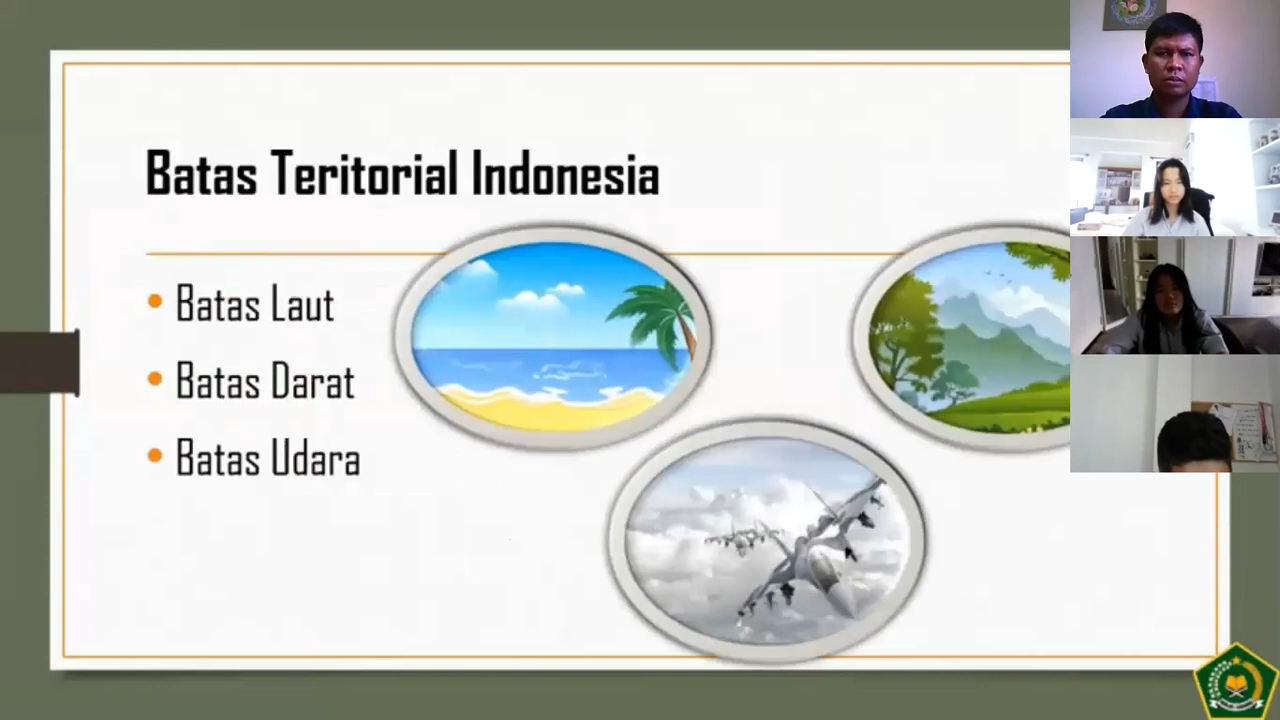 Batas Teritorial Indonesia
Batas Laut
Batas Darat
Batas Udara